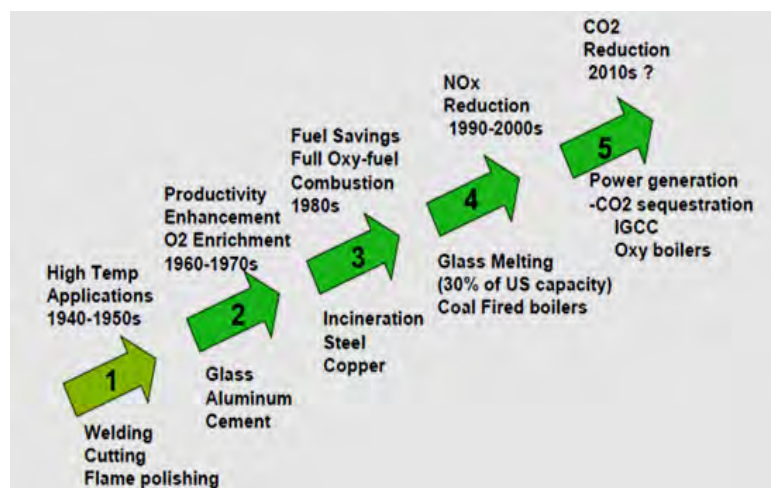 High Temp
Applications
1940-1950s
1
Welding
Cutting
Flame polishing
Productivity
Enhancement
O2 Enrichment
1960-1970s
2
Glass
Aluminum
Cement
Fuel Savings
Full Oxy-fuel
Combustion
1980s
3
Incineration
Steel
Copper
NOx
Reduction
1990-2000s
4
Glass Melting
(30% of US capacity)
Coal Fired boilers
CO2
Reduction
2010s ?
5
Power generation
-CO2 sequestration
IGCC
Oxy boilers